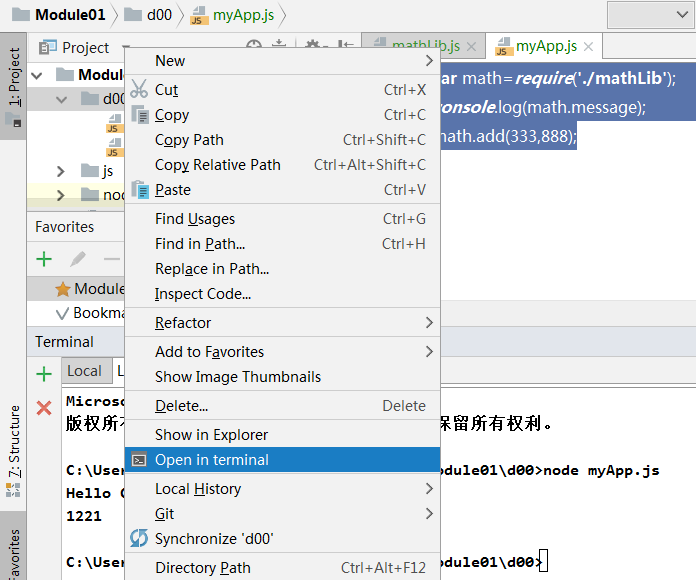 Module01 d00 myApp.js
1: Project
Project
mathLib.js
myApp.js
d00
js
ar math=require('./mathLib');
console.log(math.message);
math.add(333,888);
New
Cut Ctrl+X
Copy Ctrl+C
Copy Path Ctrl+Shift+C
Copy Relative Path Ctrl+Alt+Shift+C
Paste Ctrl+V
Find Usages Ctrl+G
Find in Path... Ctrl+H
Replace in Path...
Inspect Code...
Refactor
Add to Favorites
Show Image Thumbnails
Delete... Delete
Show in Explorer
Open in terminal
Local History
Git
Synchronize 'd00'
Directory Path Ctrl+Alt+F12
Favorites
Terminal
Local
7: Structure
Favorites
版权所 保留所有权利。
C:\User odule01\d00>node myApp.js
Hello
1221
C:\User odule01\d00>